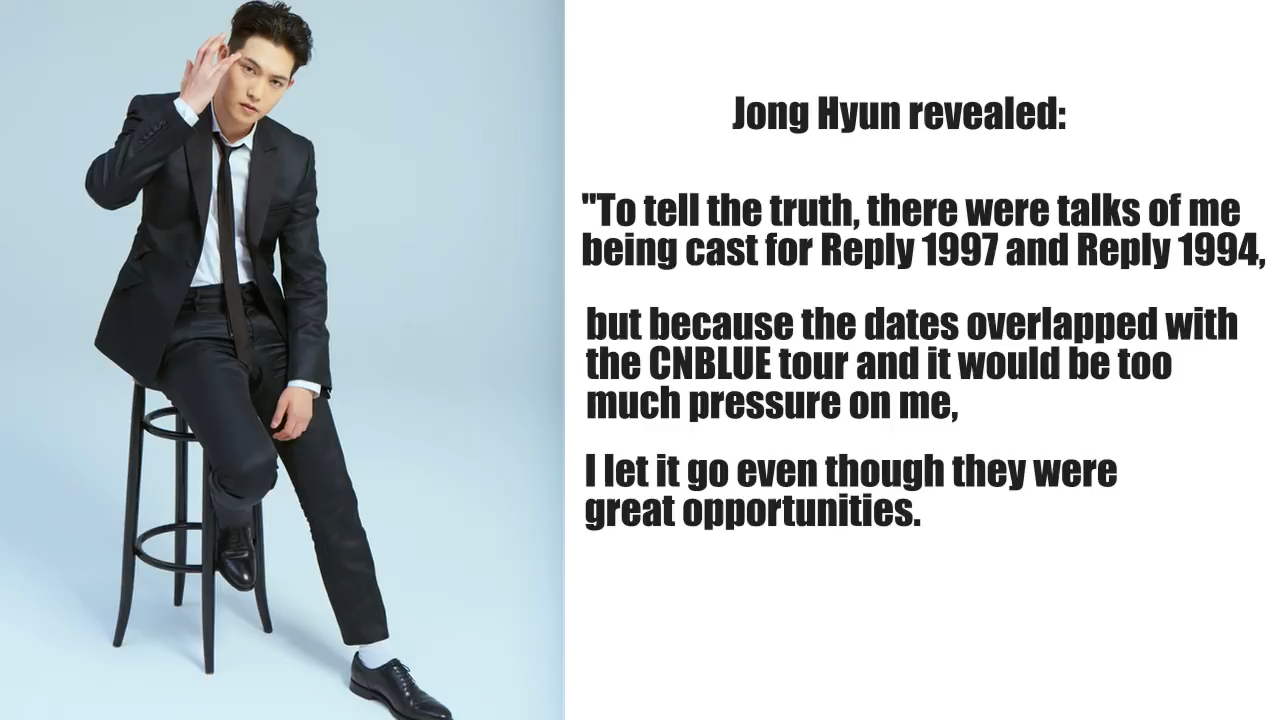 Jong Hyun revealed:
"To tell the truth, there were talks of me
being cast for Reply 1997 and Reply 1994,
but because the dates overlapped with
the CNBLUE tour and it would be too
much pressure on me,
I let it go even though they were
great opportunities.